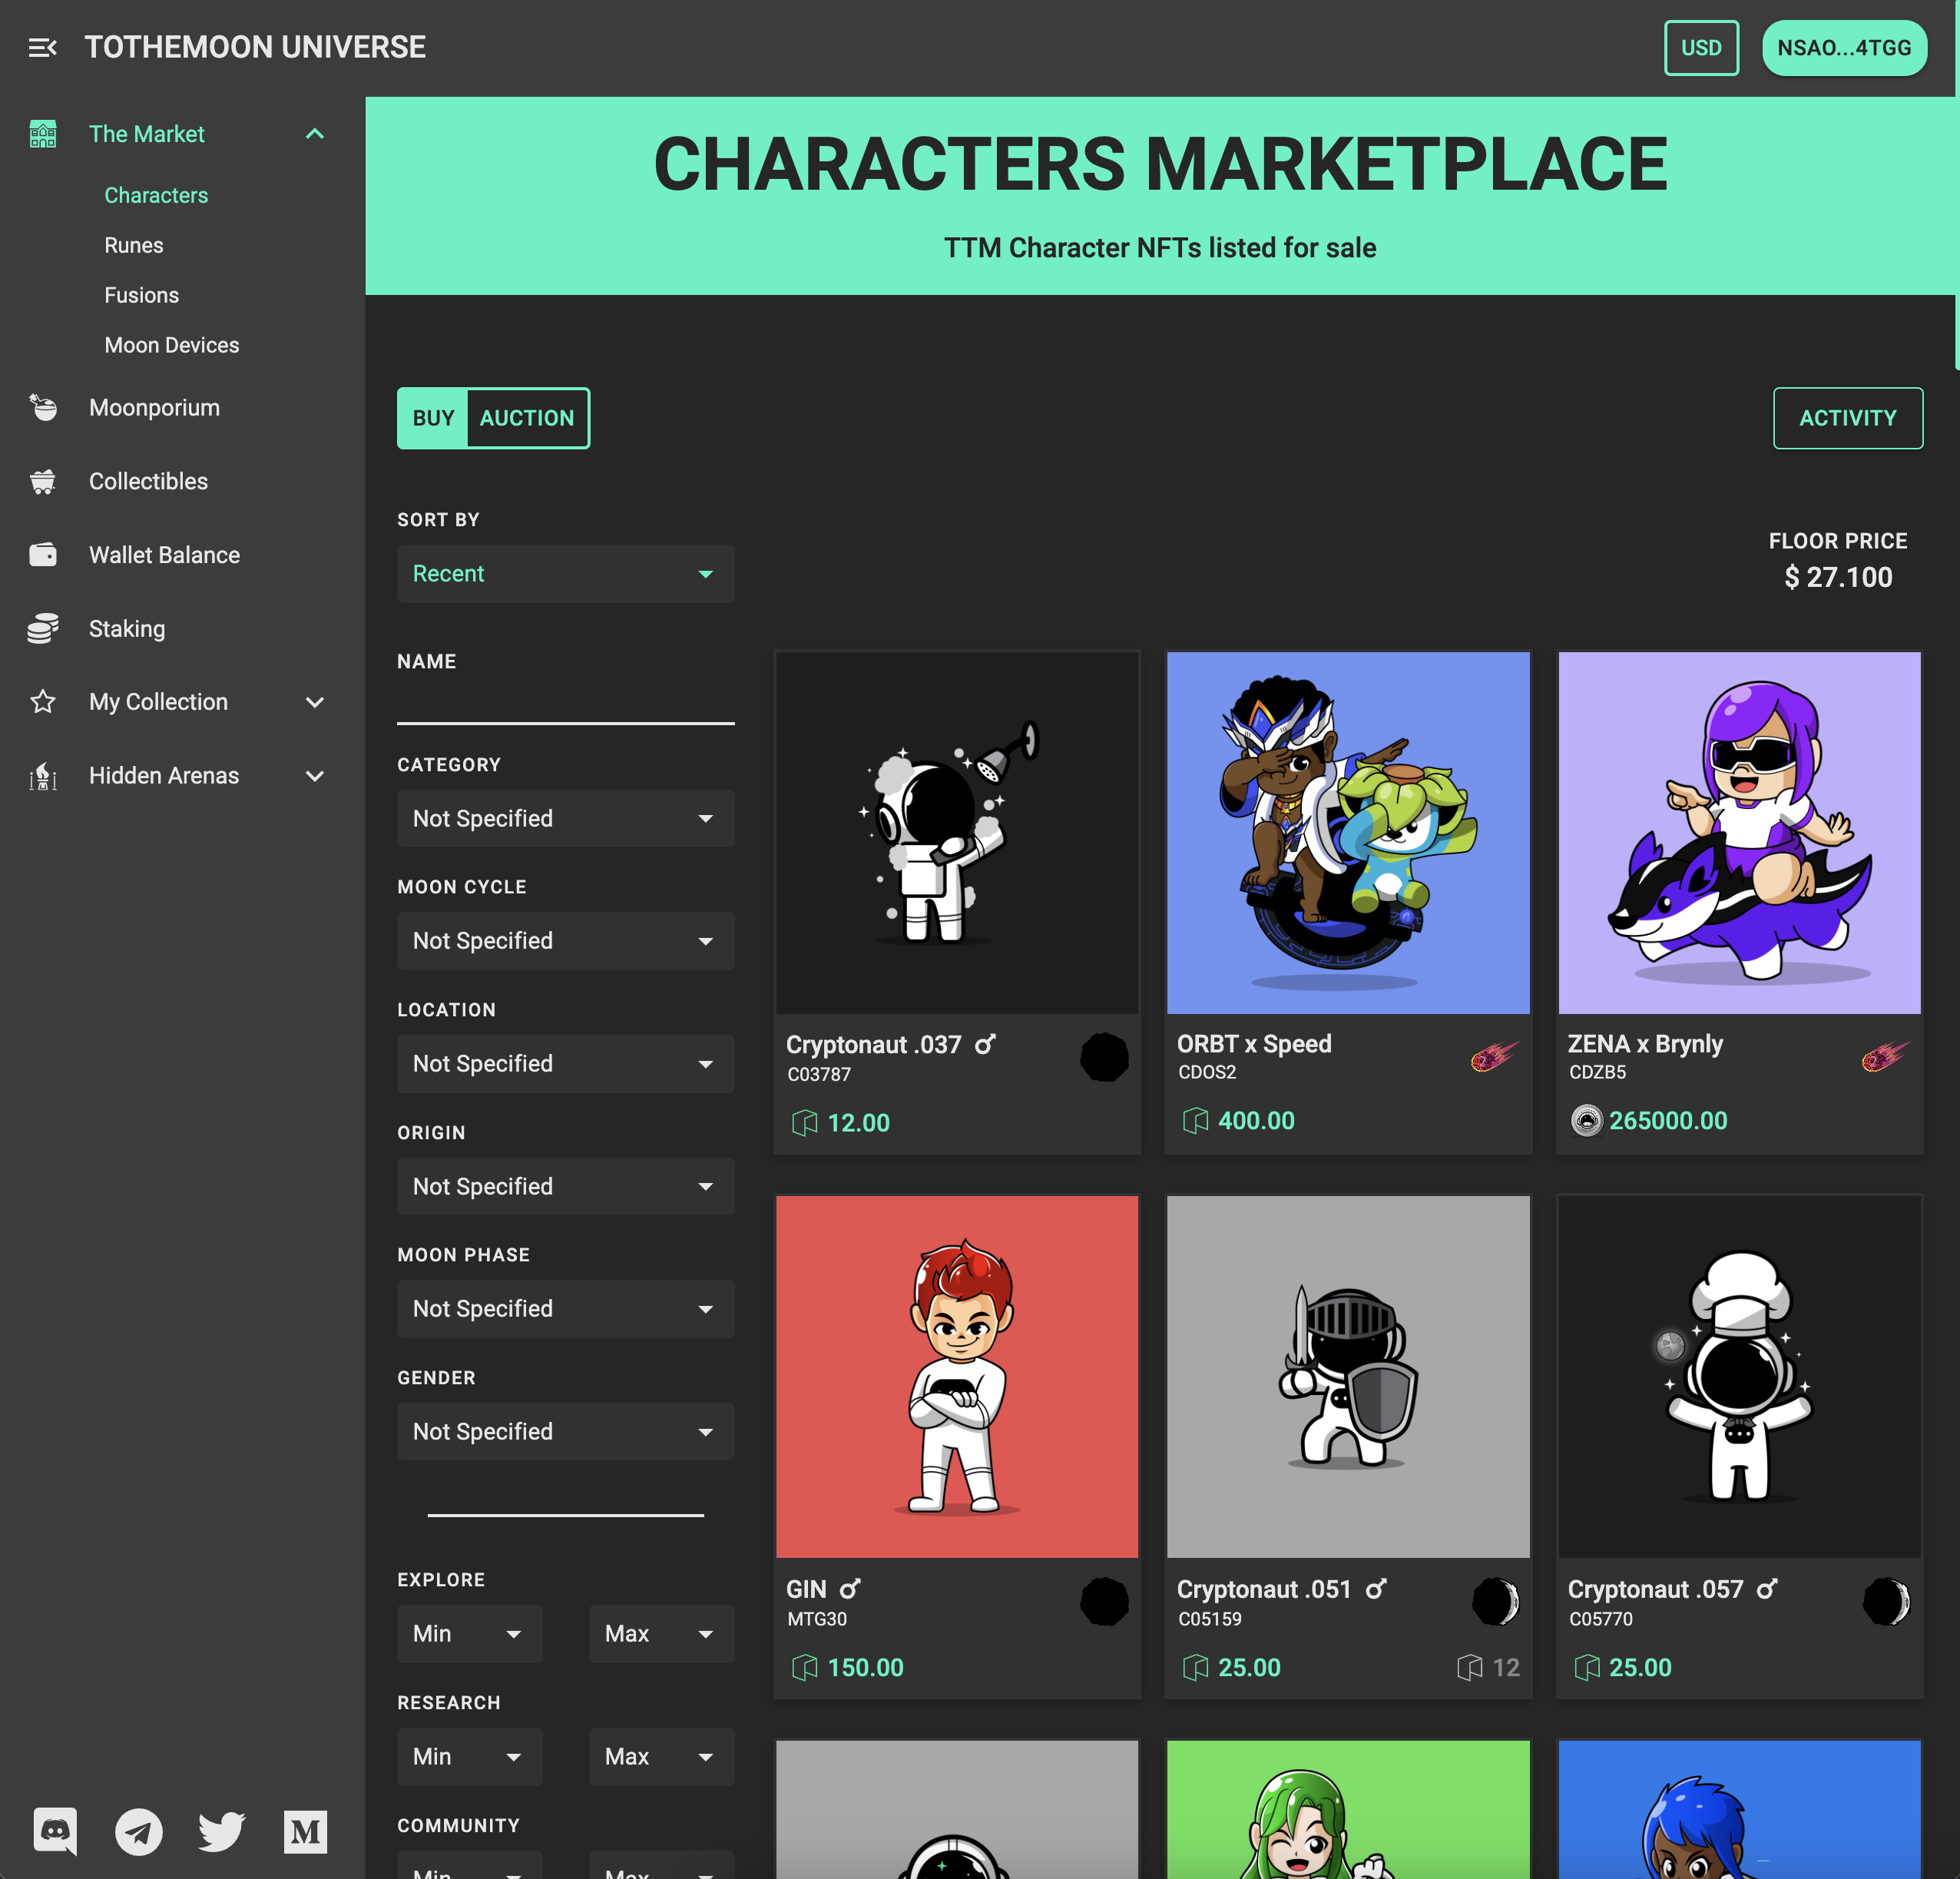 TOTHEMOON UNIVERSE
USD
NSAO...4TGG
The Market
Characters
Runes
Fusions
Moon Devices
Moonporium
Collectibles
Wallet Balance
Staking
My Collection
Hidden Arenas
CHARACTERS MARKETPLACE
TTM Character NFTs listed for sale
BUY
AUCTION
ACTIVITY
SORT BY
Recent
FLOOR PRICE
$ 27.100
NAME
CATEGORY
Not Specified
MOON CYCLE
Not Specified
LOCATION
Not Specified
ORIGIN
Not Specified
MOON PHASE
Not Specified
GENDER
Not Specified
EXPLORE
Min
Max
RESEARCH
Min
Max
COMMUNITY
Min
Max
Cryptonaut .037
C03787
12.00
ORBT x Speed
CDOS2
400.00
ZENA x Brynly
CDZB5
265000.00
GIN
MTG30
150.00
Cryptonaut .051
C05159
25.00
12
Cryptonaut .057
C05770
25.00
M